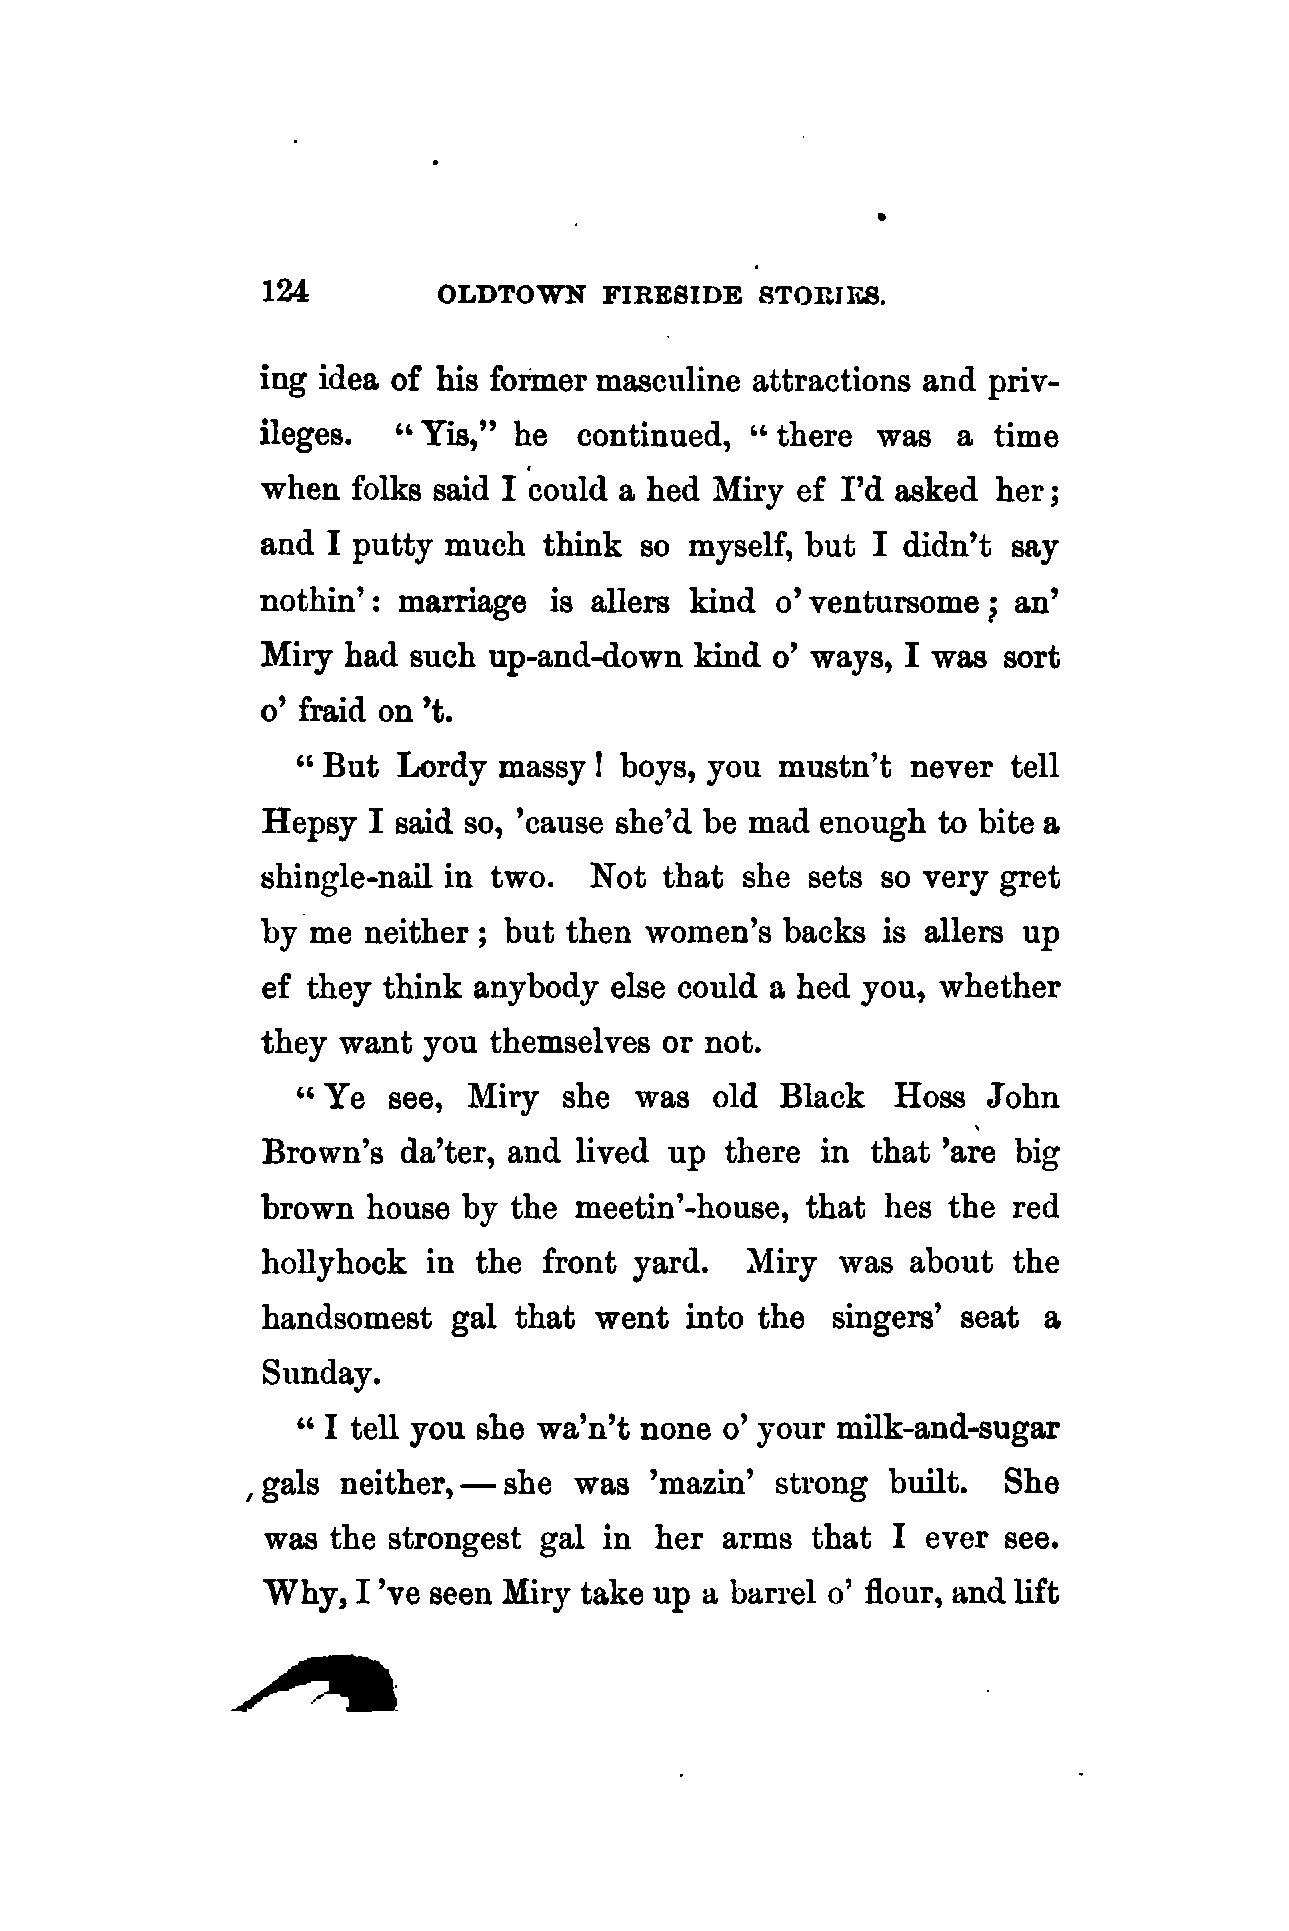 124 OLDTOWN FIRESIDE STORIES.
ing idea of his former masculine attractions and priv-
ileges. “Yis,” he continued, “there was a time
when folks said I could a hed Miry ef I’d asked her;
and I putty much think so myself, but I didn’t say
nothin’: marriage is allers kind o’ ventursome; an’
Miry had such up-and-down kind o’ ways, I was sort
o’ fraid on ’t.
“But Lordy massy! boys, you mustn’t never tell
Hepsy I said so, ’cause she’d be mad enough to bite a
shingle-nail in two. Not that she sets so very gret
by me neither; but then women’s backs is allers up
ef they think anybody else could a hed you, whether
they want you themselves or not.
“Ye see, Miry she was old Black Hoss John
Brown’s da’ter, and lived up there in that ’are big
brown house by the meetin’-house, that hes the red
hollyhock in the front yard. Miry was about the
handsomest gal that went into the singers’ seat a
Sunday.
“I tell you she wa’n’t none o’ your milk-and-sugar
gals neither,—she was ’mazin’ strong built. She
was the strongest gal in her arms that I ever see.
Why, I ’ve seen Miry take up a barrel o’ flour, and lift